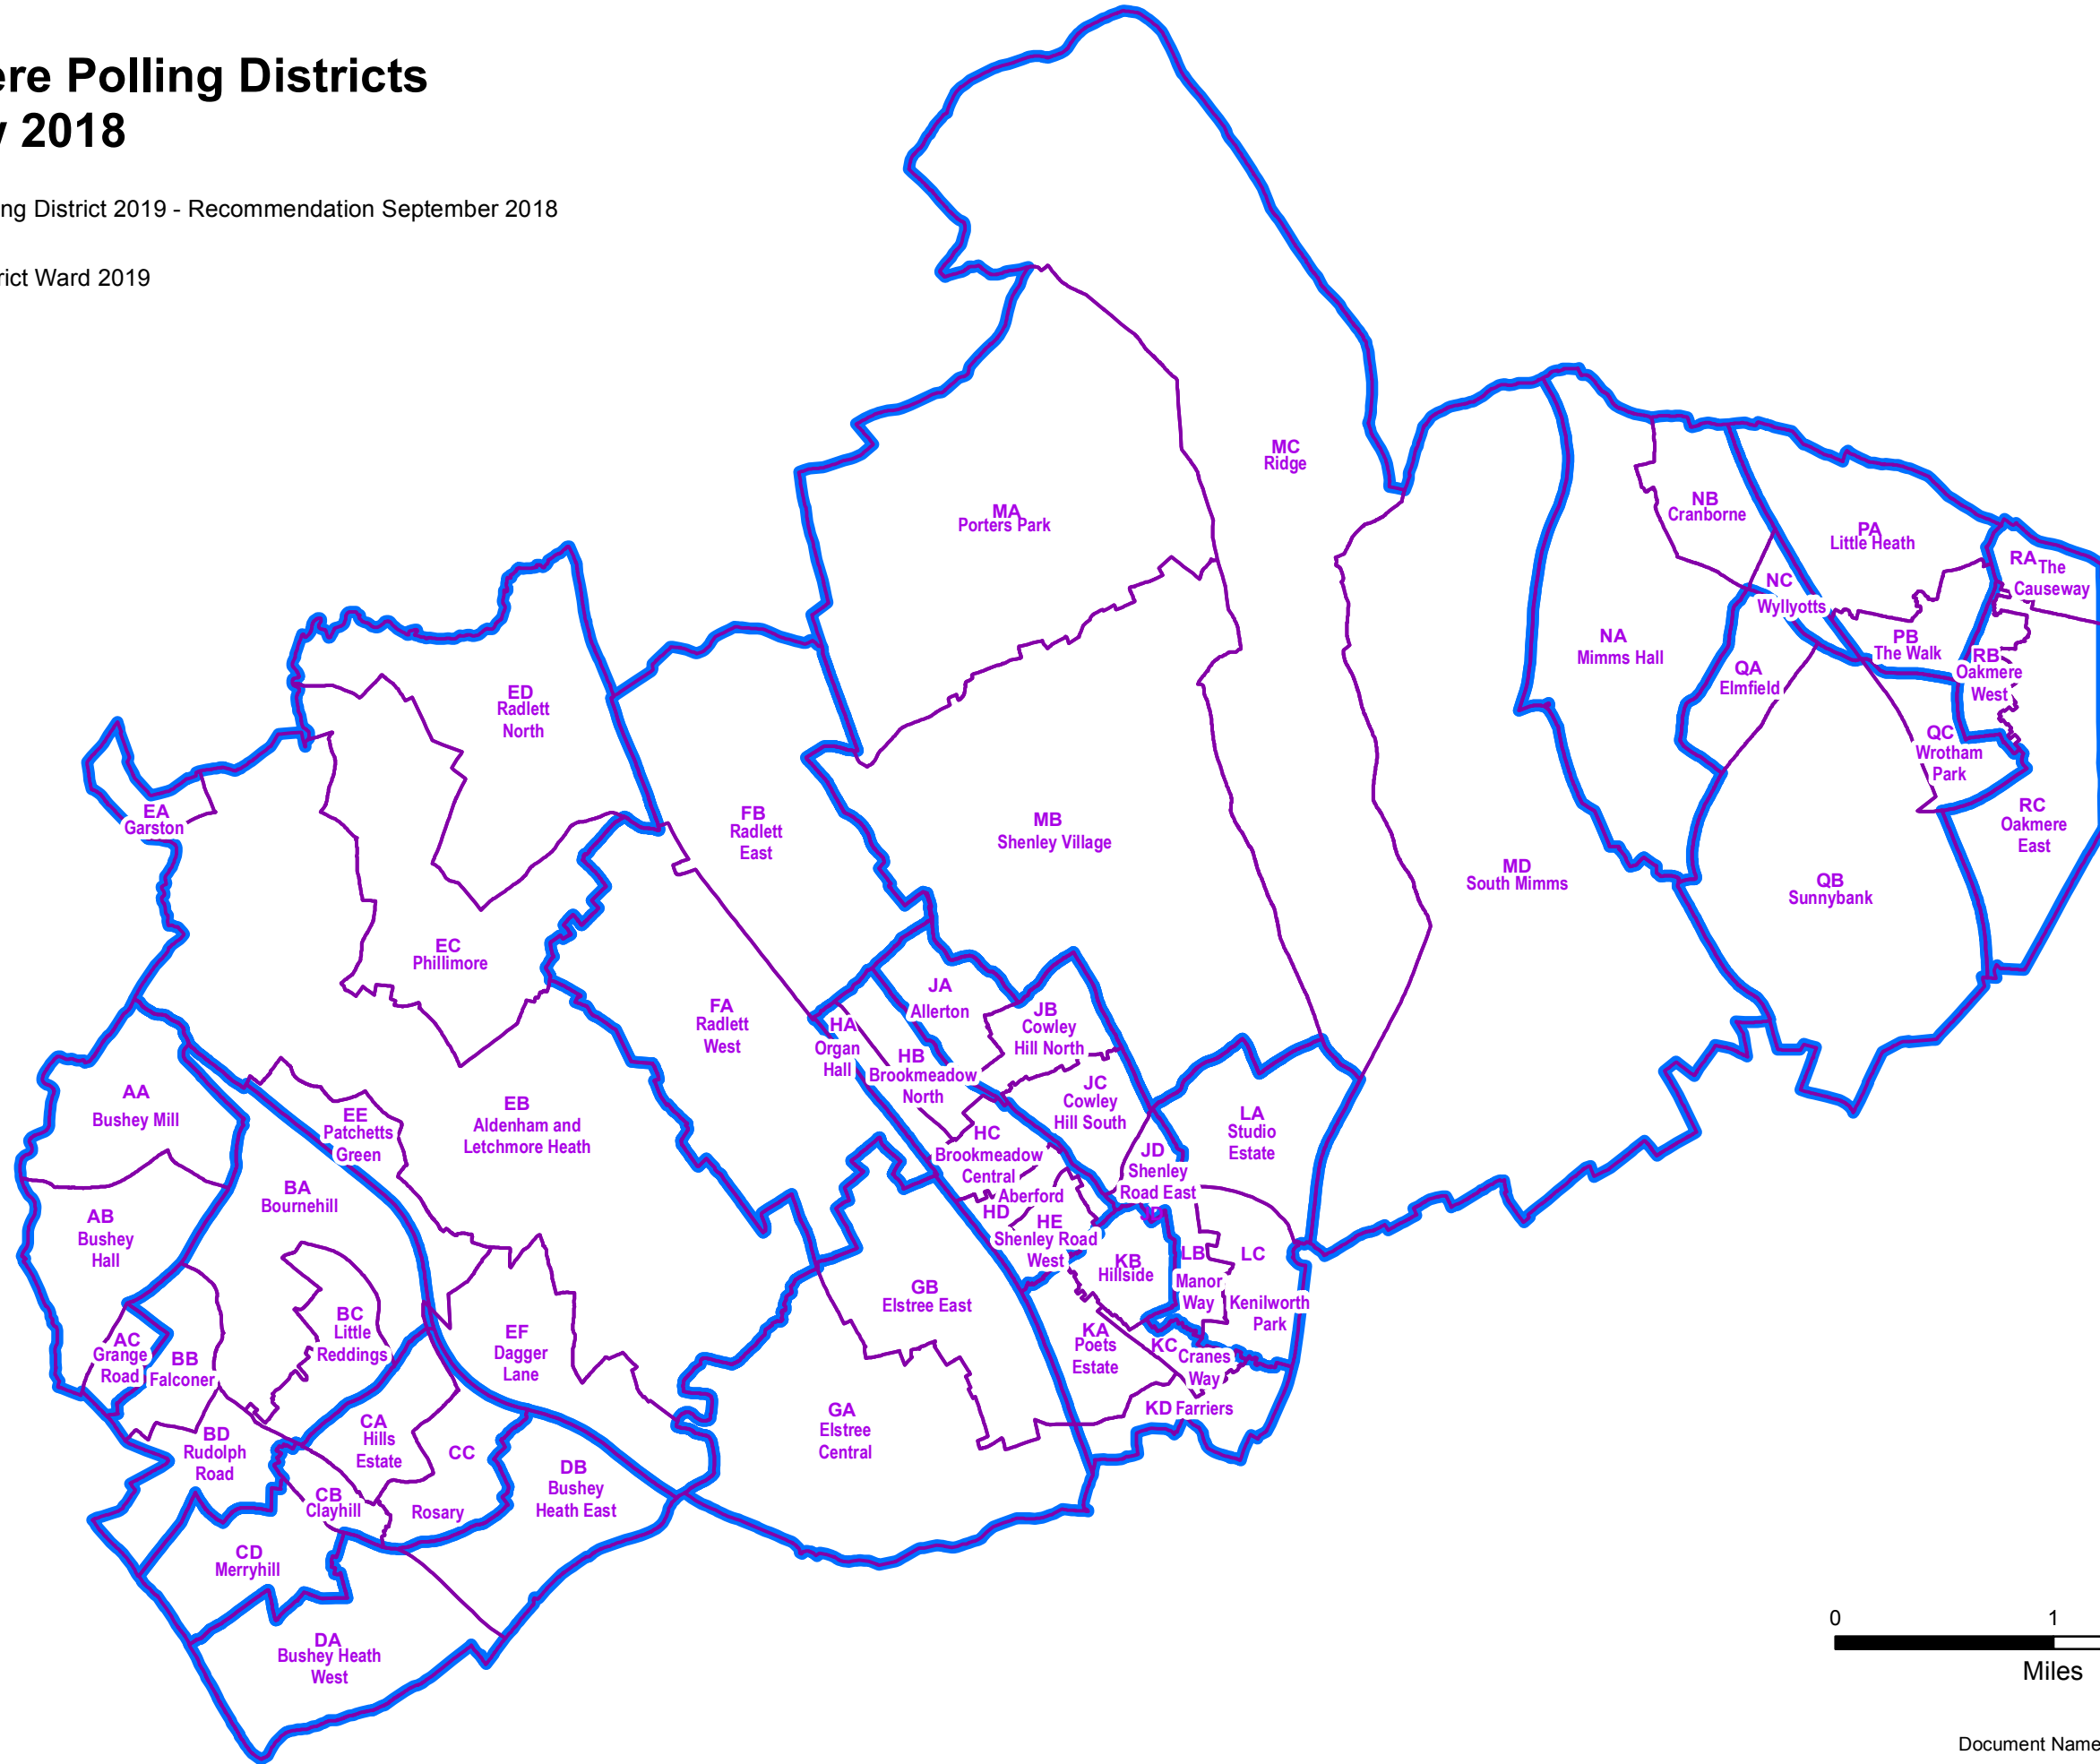 ere Polling Districts
y 2018
ng District 2019 - Recommendation September 2018
rict Ward 2019
MC
Ridge
MA
Porters Park
NB
Cranborne
PA
Little Heath
RA The
Causeway
NC
Wyllyotts
NA
Mimms Hall
PB
The Walk
RB
Oakmere
West
QA
Elmfield
ED
Radlett
North
QC
Wrotham
Park
EA
Garston
FB
Radlett
East
MB
Shenley Village
RC
Oakmere
East
MD
South Mimms
QB
Sunnybank
EC
Phillimore
JA
Allerton
FA
Radlett
West
JB
Cowley
Hill North
HA
Organ
Hall
HB
Brookmeadow
North
JC
Cowley
Hill South
AA
Bushey Mill
EE
Patchetts
Green
EB
Aldenham and
Letchmore Heath
LA
Studio
Estate
HC
Brookmeadow
Central
JD
Shenley
Road East
BA
Bournehill
Aberford
HD
HE
Shenley Road
West
AB
Bushey
Hall
KB
Hillside
LB
Manor
Way
LC
Kenilworth
Park
GB
Elstree East
BC
Little
Reddings
EF
Dagger
Lane
AC
Grange
Road
BB
Falconer
KA
Poets
Estate
KC
Cranes
Way
KD Farriers
GA
Elstree
Central
CA
Hills
Estate
BD
Rudolph
Road
CC
Rosary
DB
Bushey
Heath East
CB
Clayhill
CD
Merryhill
DA
Bushey Heath
West
0 1
Miles
Document Name